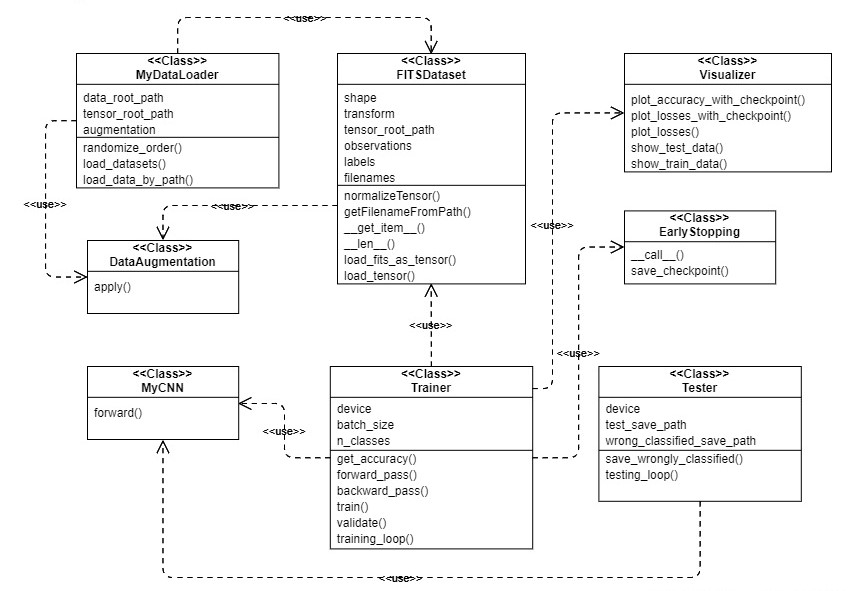 <<use>>
<<Class>>
MyDataLoader
data_root_path
tensor_root_path
augmentation
randomize_order()
load_datasets()
load_data_by_path()
<<Class>>
FITSDataset
shape
transform
tensor_root_path
observations
labels
filenames
normalizeTensor()
getFilenameFromPath()
__get_item__()
__len__()
load_fits_as_tensor()
load_tensor()
<<Class>>
Visualizer
plot_accuracy_with_checkpoint()
plot_losses_with_checkpoint()
plot_losses()
show_test_data()
show_train_data()
<<use>>
<<use>>
<<use>>
<<Class>>
DataAugmentation
apply()
<<Class>>
EarlyStopping
__call__()
save_checkpoint()
<<use>>
<<use>>
<<Class>>
MyCNN
forward()
<<use>>
<<Class>>
Trainer
device
batch_size
n_classes
get_accuracy()
forward_pass()
backward_pass()
train()
validate()
training_loop()
<<Class>>
Tester
device
test_save_path
wrong_classified_save_path
save_wrongly_classified()
testing_loop()
<<use>>